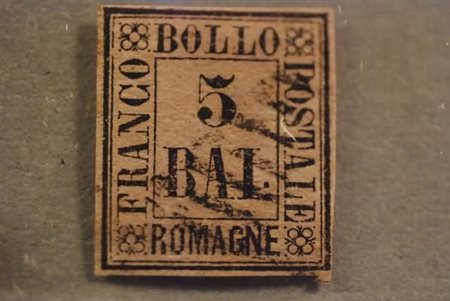 BOLLO
FRANCO
POSTALE
5
BAI.
ROMAGNE